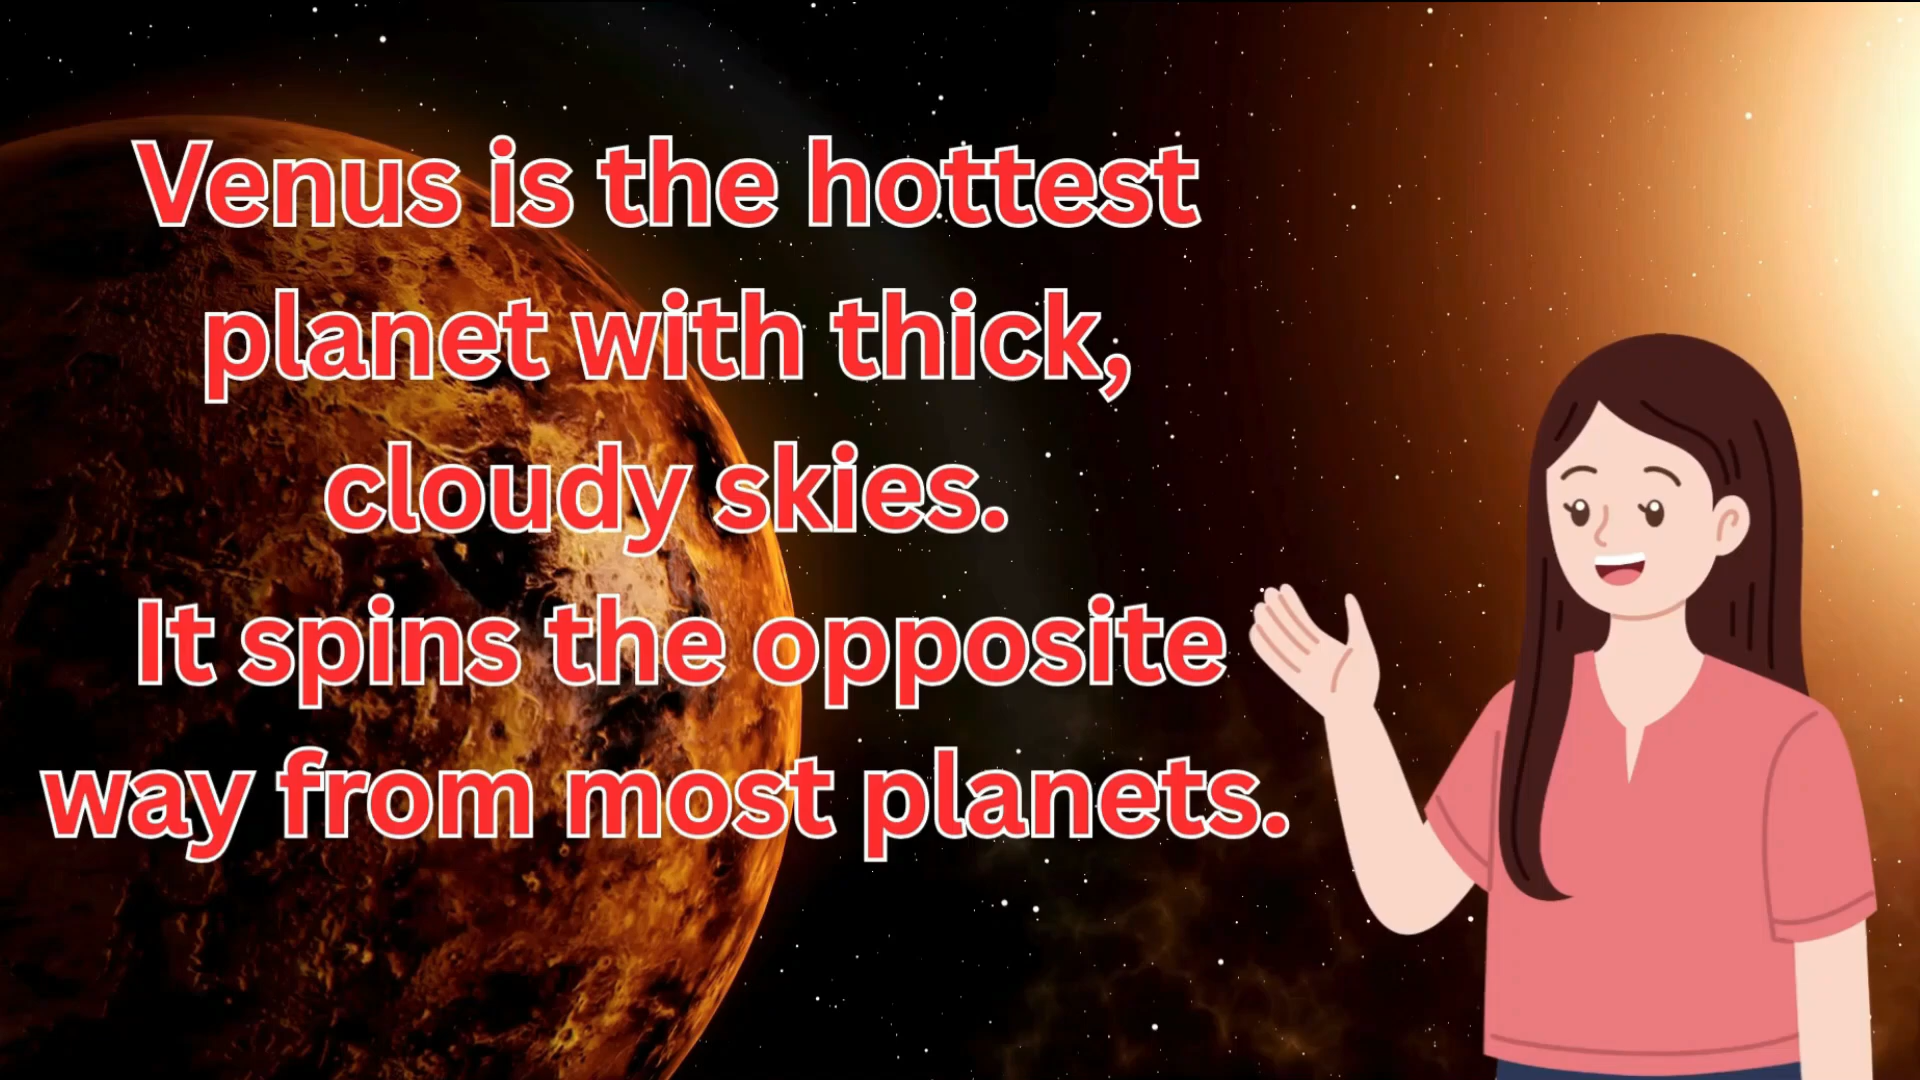 Venus is the hottest
planet with thick,
cloudy skies.
It spins the opposite
way from most planets.